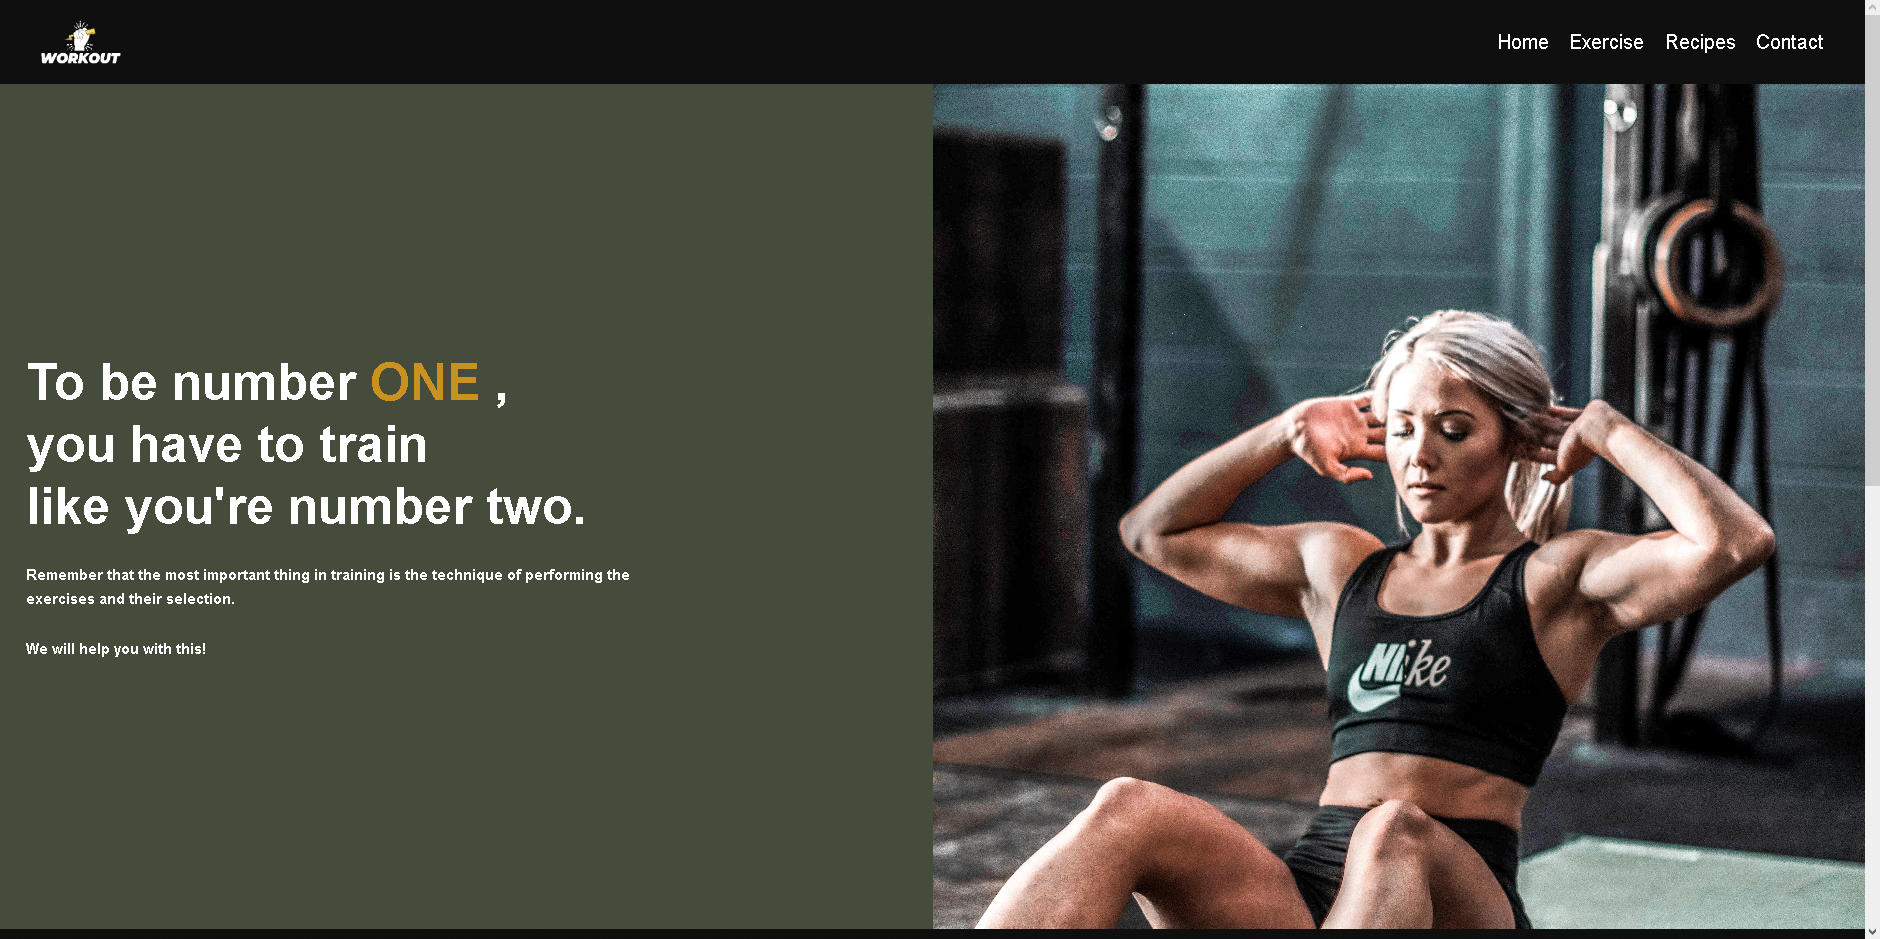 WORKOUT
Home Exercise Recipes Contact
To be number ONE ,
you have to train
like you're number two.
Remember that the most important thing in training is the technique of performing the
exercises and their selection.
We will help you with this!
Nike